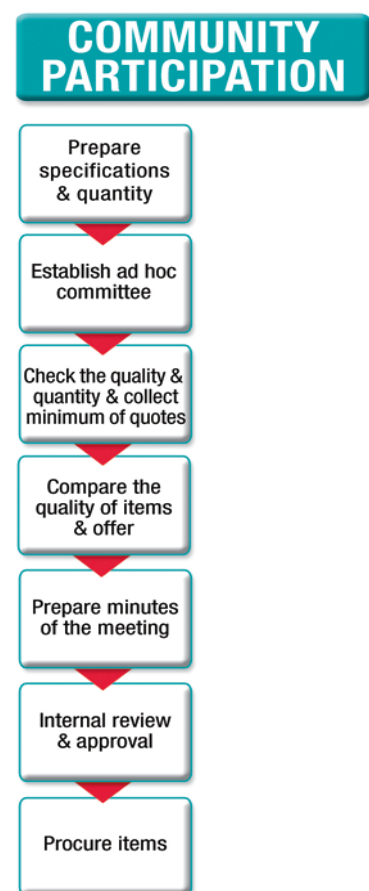 COMMUNITY
PARTICIPATION
Prepare
specifications
& quantity
Establish ad hoc
committee
Check the quality &
quantity & collect
minimum of quotes
Compare the
quality of items
& offer
Prepare minutes
of the meeting
Internal review
& approval
Procure items